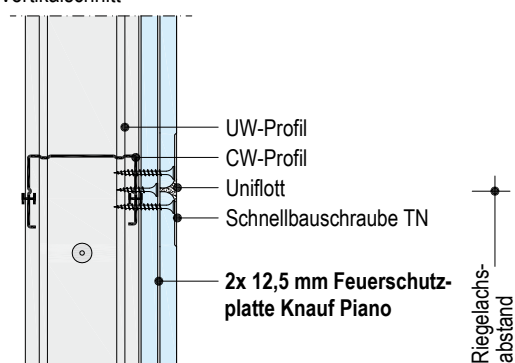 Vertikalschnitt
UW-Profil
CW-Profil
Uniflott
Schnellbauschraube TN
2x 12,5 mm Feuerschutz-
platte Knauf Piano
Riegelachs-
abstand